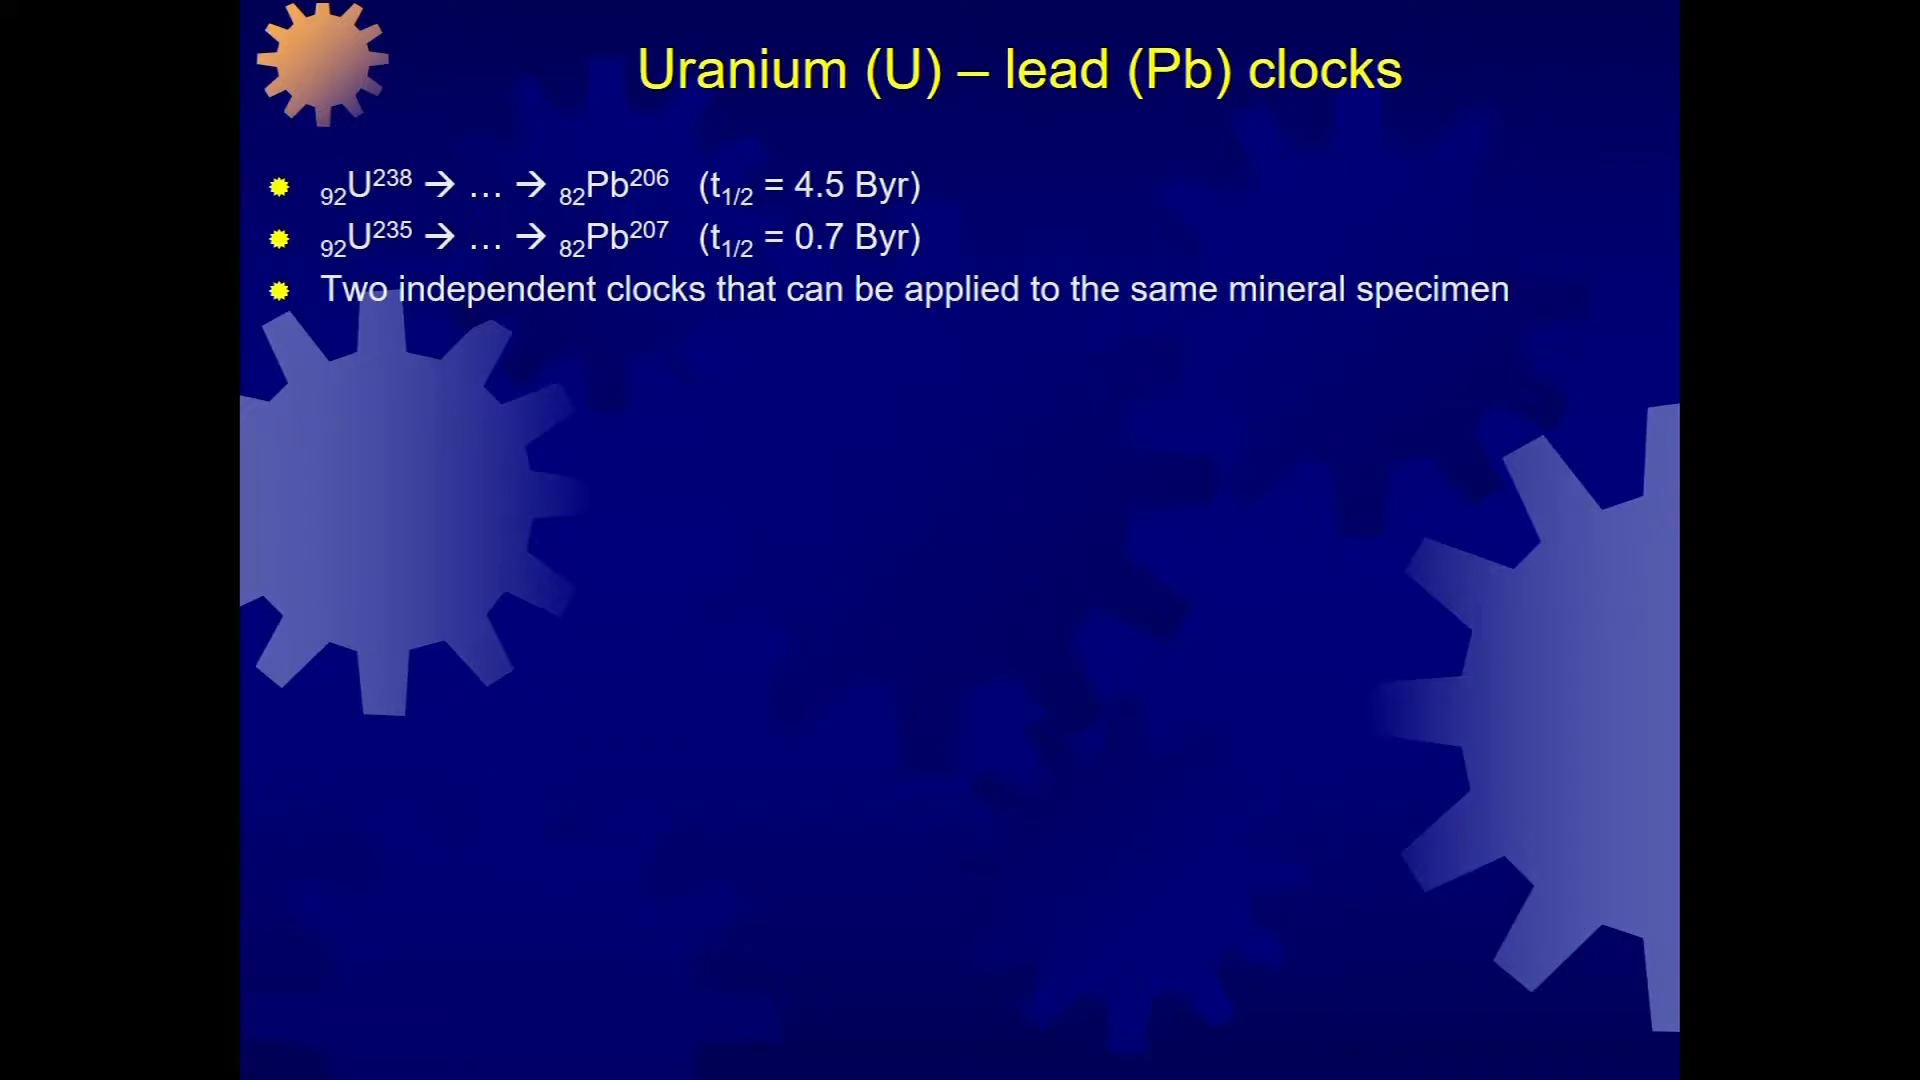 Uranium (U) – lead (Pb) clocks
₉₂U²³⁸ → … → ₈₂Pb²⁰⁶ (t₁/₂ = 4.5 Byr)
₉₂U²³⁵ → … → ₈₂Pb²⁰⁷ (t₁/₂ = 0.7 Byr)
Two independent clocks that can be applied to the same mineral specimen